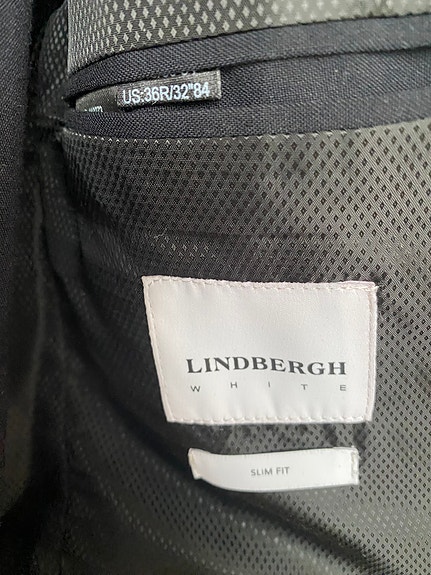 US:36R/32"84
LINDBERGH
WHITE
SLIM FIT